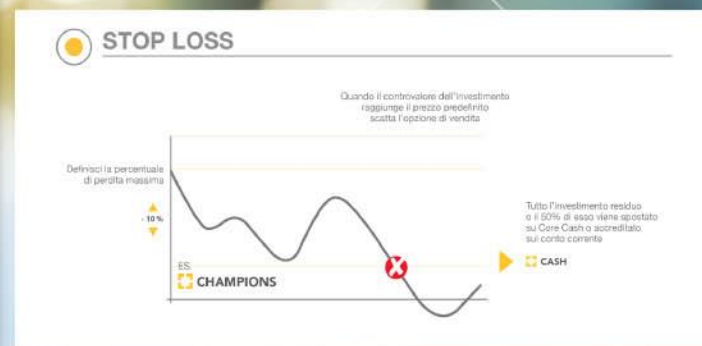 STOP LOSS
Quando il controvalore dell'investimento
raggiunge il prezzo predefinito
scatta l'opzione di vendita
Definisci la percentuale
di perdita massima
- 10%
ES.
CHAMPIONS
Tutto l'investimento residuo
o il 50% di esso viene spostato
su Core Cash o accreditato
sul conto corrente
CASH